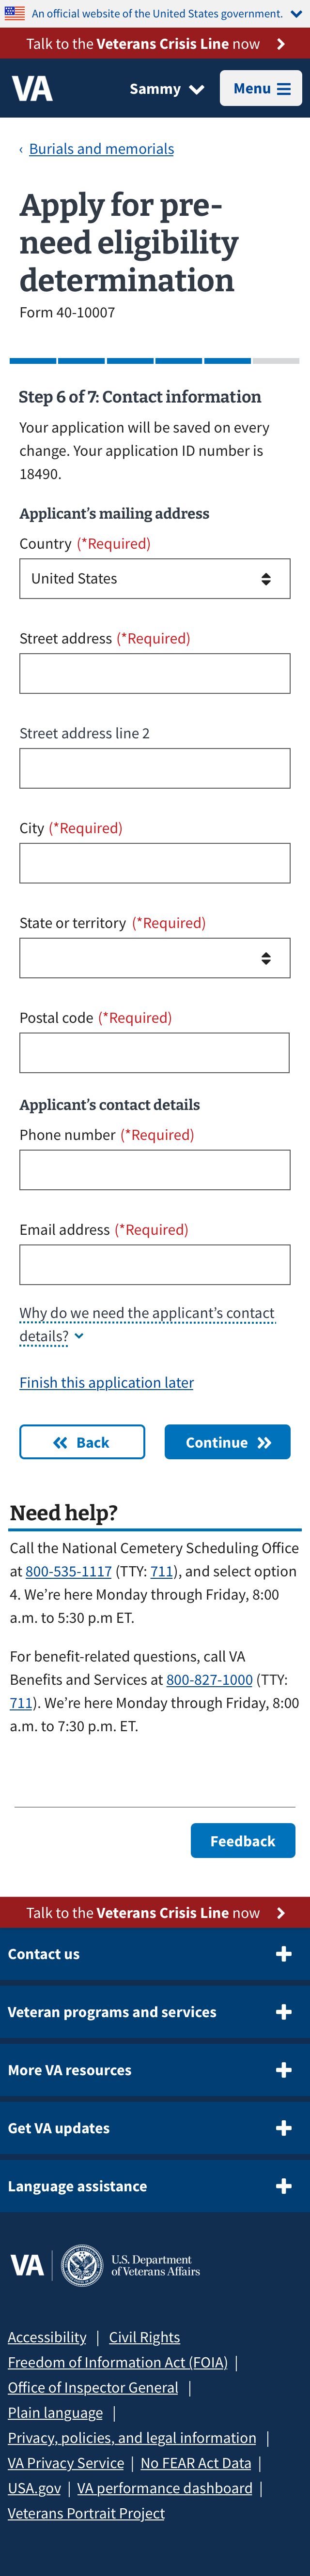 An official website of the United States government.
Talk to the Veterans Crisis Line now
VA
Sammy
Menu
‹ Burials and memorials
Apply for pre-
need eligibility
determination
Form 40-10007
Step 6 of 7: Contact information
Your application will be saved on every
change. Your application ID number is
18490.
Applicant’s mailing address
Country (*Required)
United States
Street address (*Required)
Street address line 2
City (*Required)
State or territory (*Required)
Postal code (*Required)
Applicant’s contact details
Phone number (*Required)
Email address (*Required)
Why do we need the applicant’s contact
details?
Finish this application later
Back
Continue
Need help?
Call the National Cemetery Scheduling Office
at 800-535-1117 (TTY: 711), and select option
4. We’re here Monday through Friday, 8:00
a.m. to 5:30 p.m ET.
For benefit-related questions, call VA
Benefits and Services at 800-827-1000 (TTY:
711). We’re here Monday through Friday, 8:00
a.m. to 7:30 p.m. ET.
Feedback
Talk to the Veterans Crisis Line now
Contact us
Veteran programs and services
More VA resources
Get VA updates
Language assistance
VA
U.S. Department
of Veterans Affairs
Accessibility | Civil Rights
Freedom of Information Act (FOIA) |
Office of Inspector General |
Plain language |
Privacy, policies, and legal information |
VA Privacy Service | No FEAR Act Data |
USA.gov | VA performance dashboard |
Veterans Portrait Project